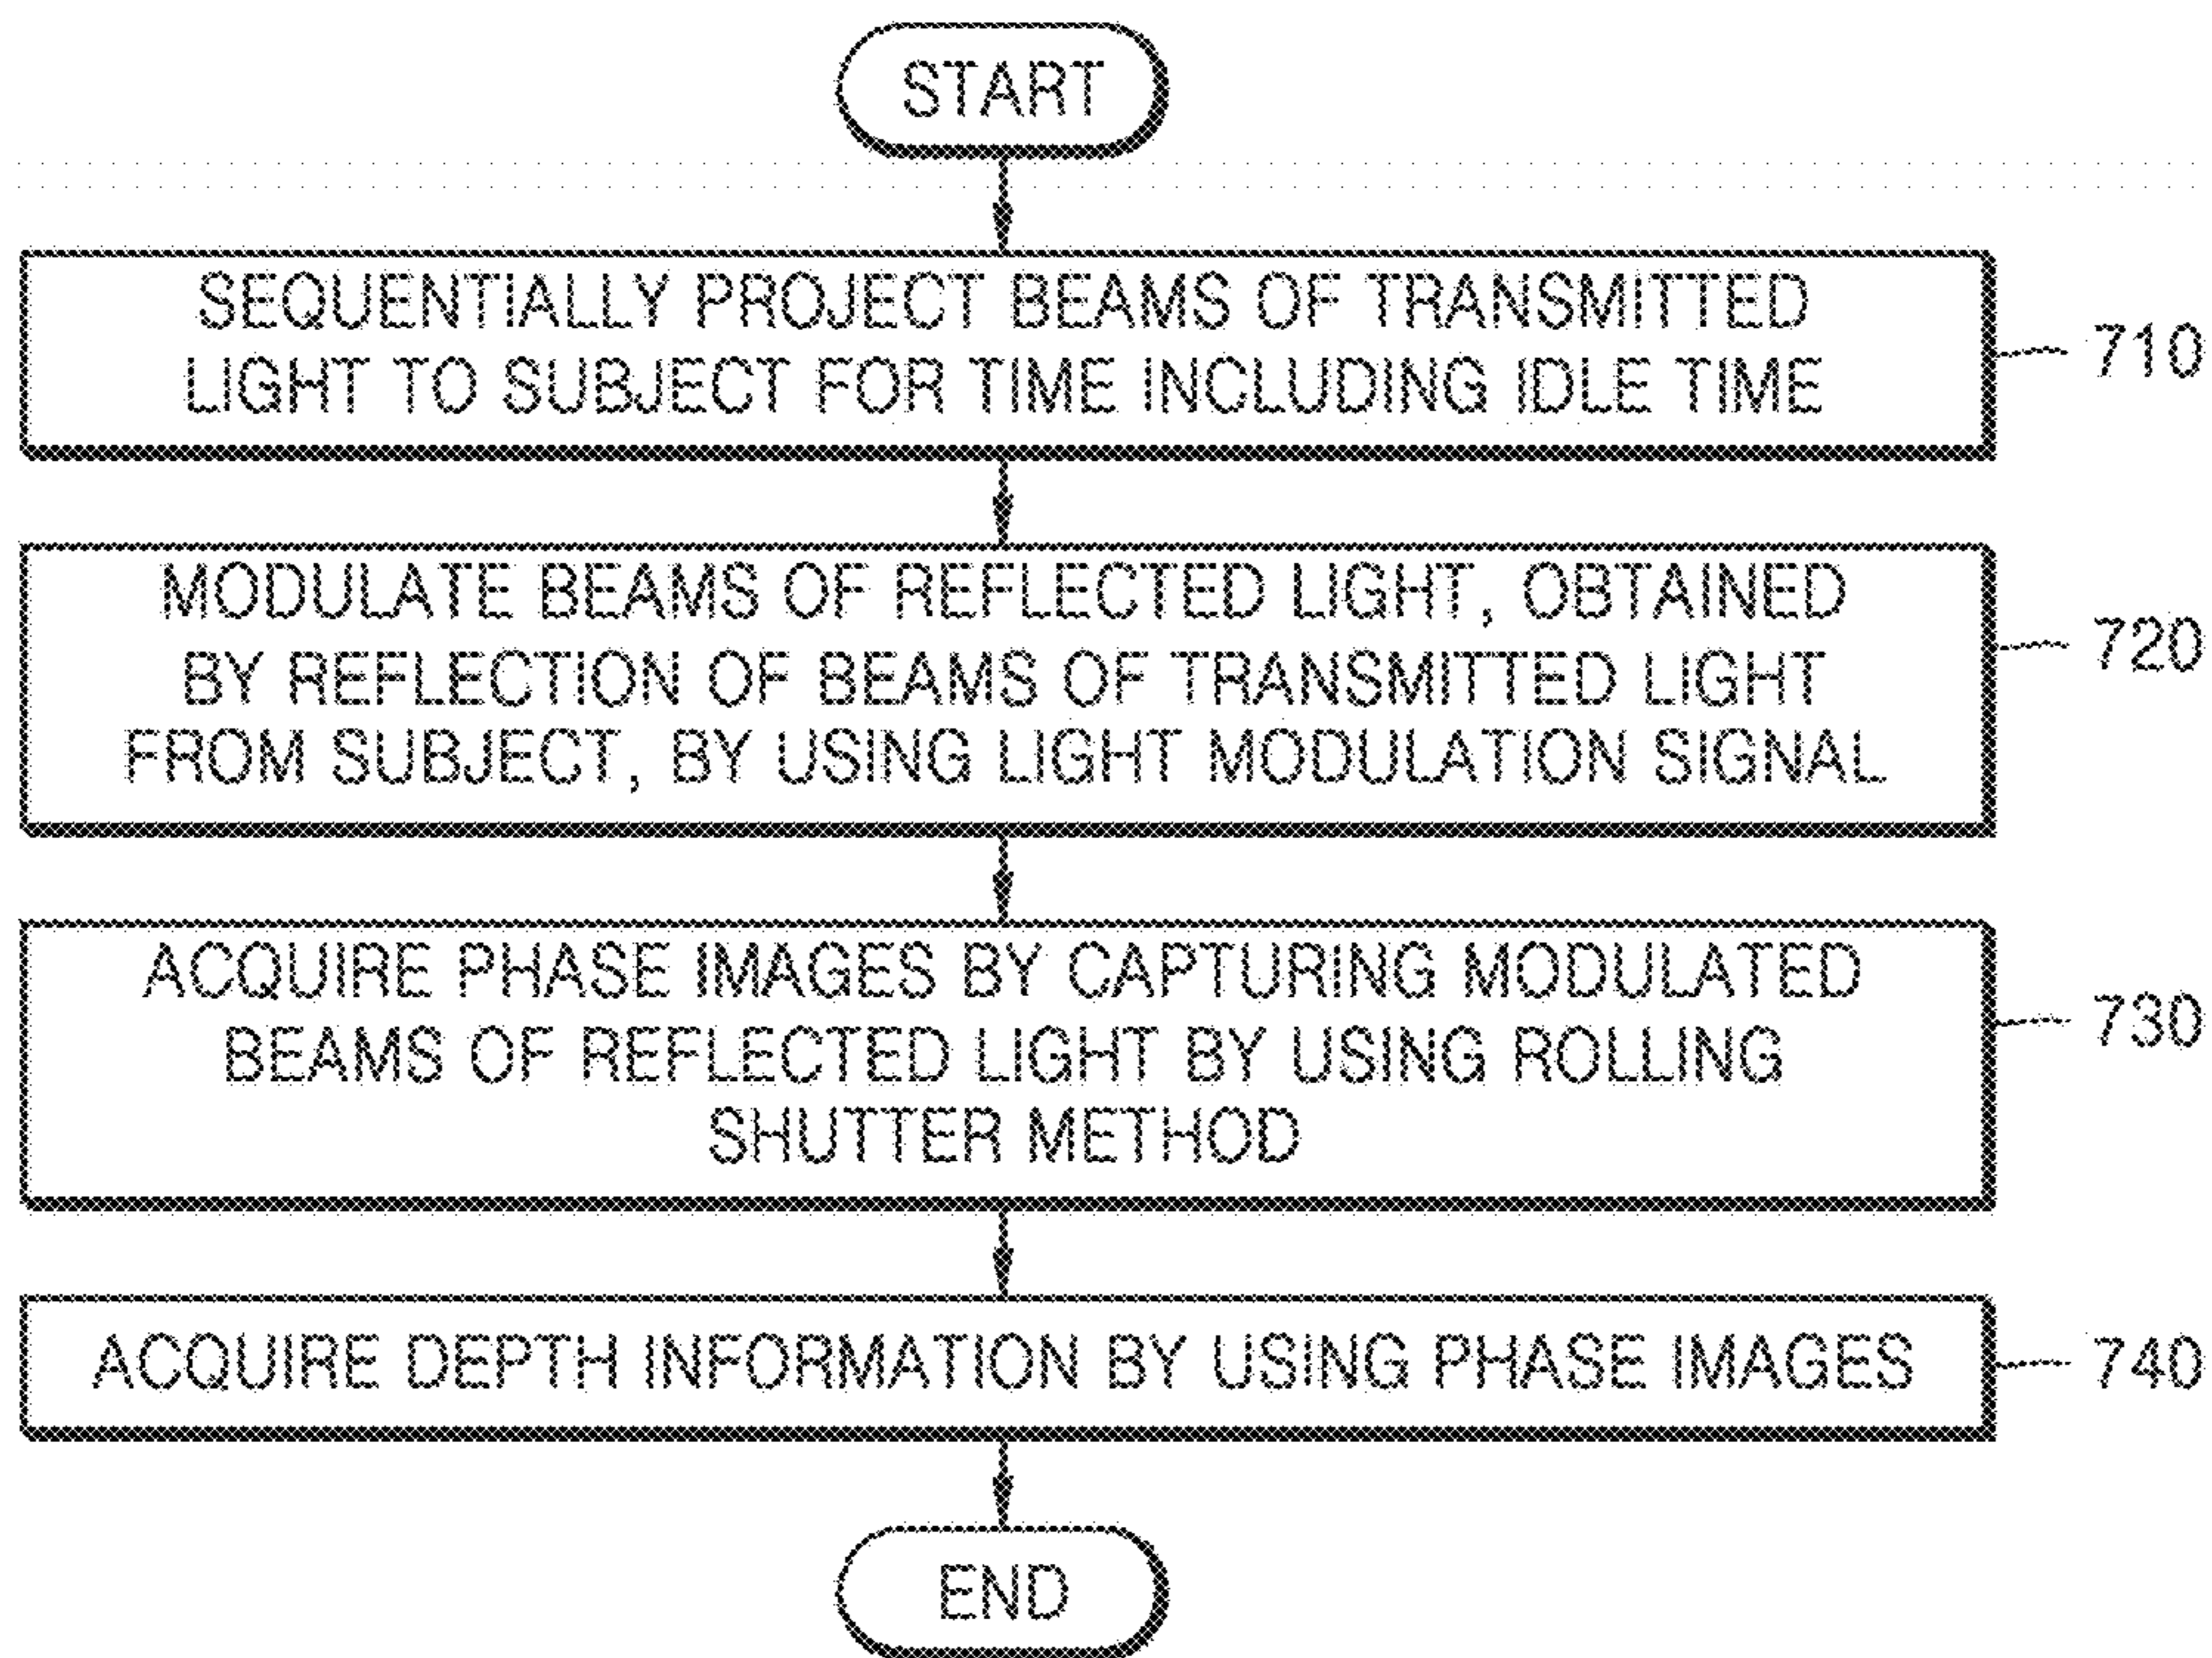 START
SEQUENTIALLY PROJECT BEAMS OF TRANSMITTED
LIGHT TO SUBJECT FOR TIME INCLUDING IDLE TIME
710
MODULATE BEAMS OF REFLECTED LIGHT, OBTAINED
BY REFLECTION OF BEAMS OF TRANSMITTED LIGHT
FROM SUBJECT, BY USING LIGHT MODULATION SIGNAL
720
ACQUIRE PHASE IMAGES BY CAPTURING MODULATED
BEAMS OF REFLECTED LIGHT BY USING ROLLING
SHUTTER METHOD
730
ACQUIRE DEPTH INFORMATION BY USING PHASE IMAGES
740
END